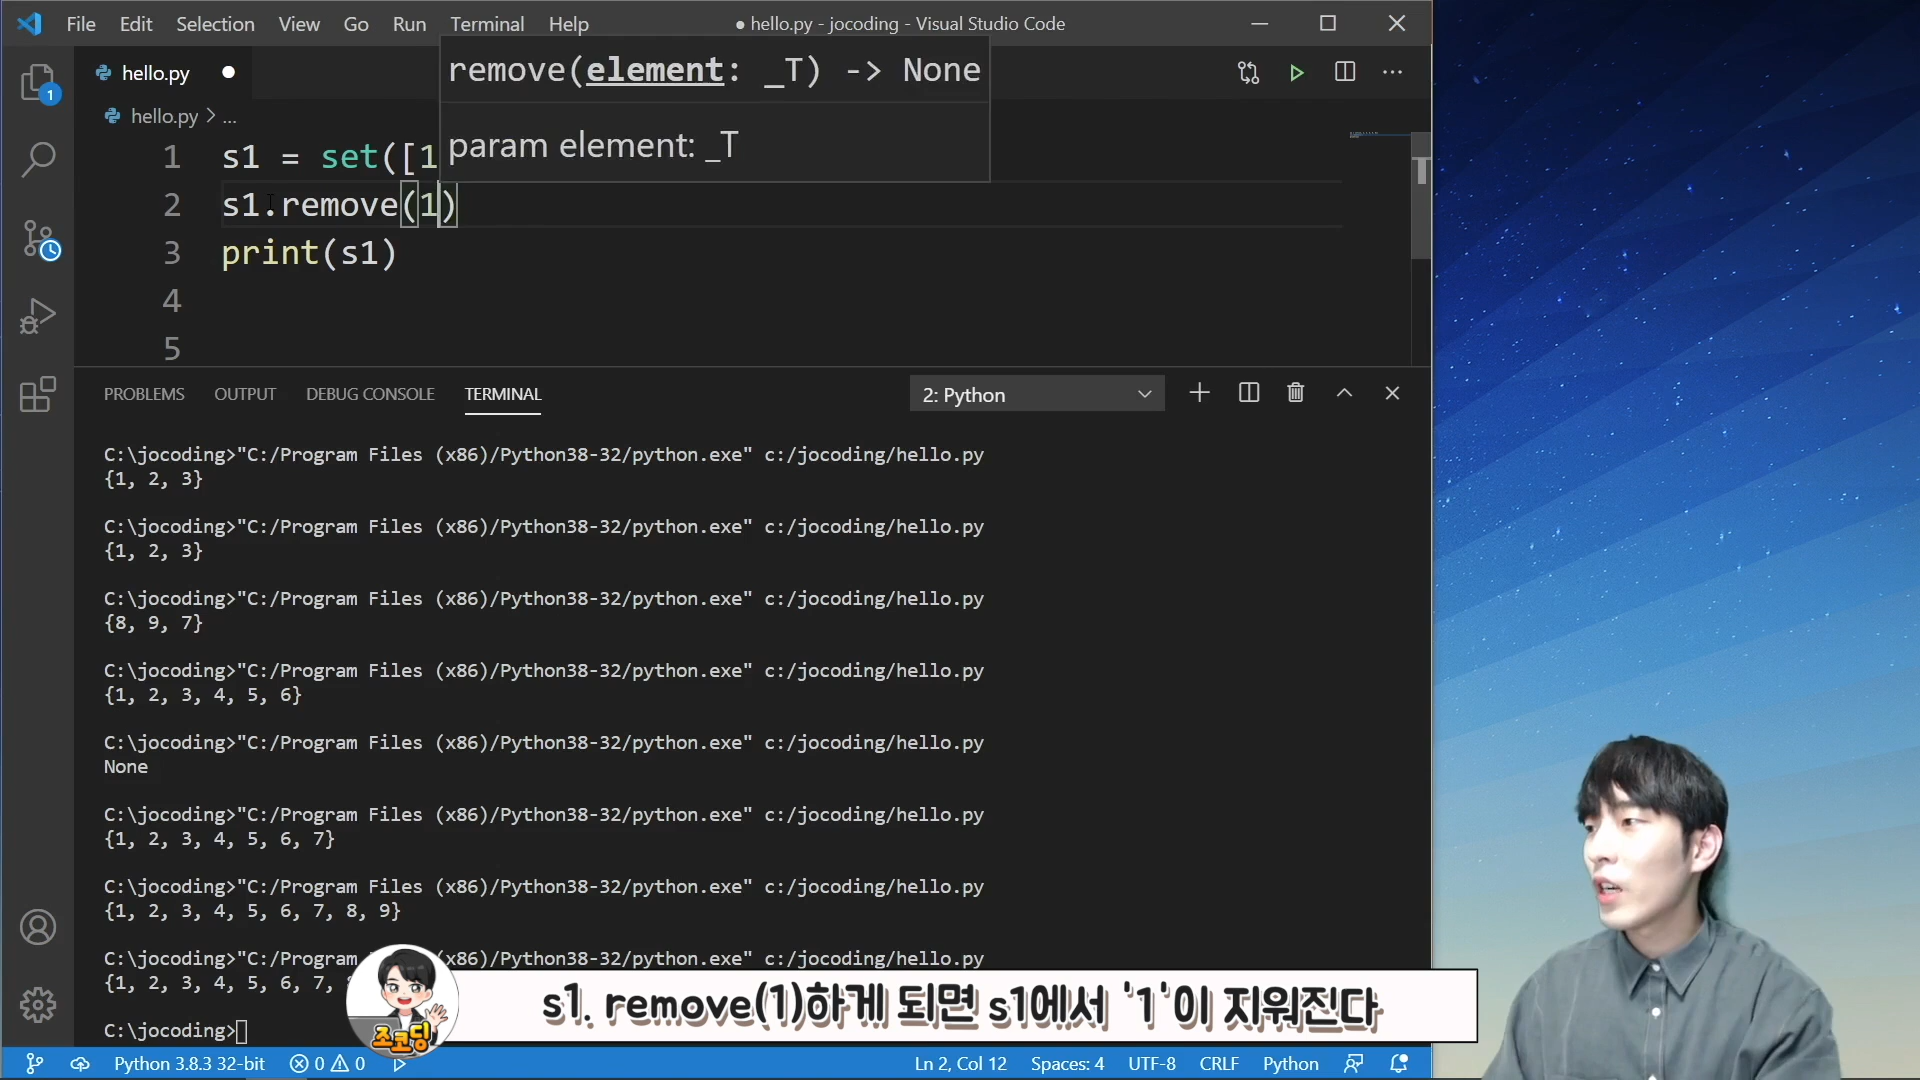 File Edit Selection View Go Run Terminal Help
● hello.py - jocoding - Visual Studio Code
hello.py
remove(element: _T) -> None
param element: _T
1
hello.py > ...
1 s1 = set([1
2 s1.remove(1)
3 print(s1)
4
5
PROBLEMS OUTPUT DEBUG CONSOLE TERMINAL
2: Python
C:\jocoding>"C:/Program Files (x86)/Python38-32/python.exe" c:/jocoding/hello.py
{1, 2, 3}
C:\jocoding>"C:/Program Files (x86)/Python38-32/python.exe" c:/jocoding/hello.py
{1, 2, 3}
C:\jocoding>"C:/Program Files (x86)/Python38-32/python.exe" c:/jocoding/hello.py
{8, 9, 7}
C:\jocoding>"C:/Program Files (x86)/Python38-32/python.exe" c:/jocoding/hello.py
{1, 2, 3, 4, 5, 6}
C:\jocoding>"C:/Program Files (x86)/Python38-32/python.exe" c:/jocoding/hello.py
None
C:\jocoding>"C:/Program Files (x86)/Python38-32/python.exe" c:/jocoding/hello.py
{1, 2, 3, 4, 5, 6, 7}
C:\jocoding>"C:/Program Files (x86)/Python38-32/python.exe" c:/jocoding/hello.py
{1, 2, 3, 4, 5, 6, 7, 8, 9}
C:\jocoding>"C:/Program Files (x86)/Python38-32/python.exe" c:/jocoding/hello.py
{1, 2, 3, 4, 5, 6, 7,
C:\jocoding>
조코딩
s1. remove(1)하게 되면 s1에서 '1'이 지워진다
Python 3.8.3 32-bit 0 0
Ln 2, Col 12 Spaces: 4 UTF-8 CRLF Python